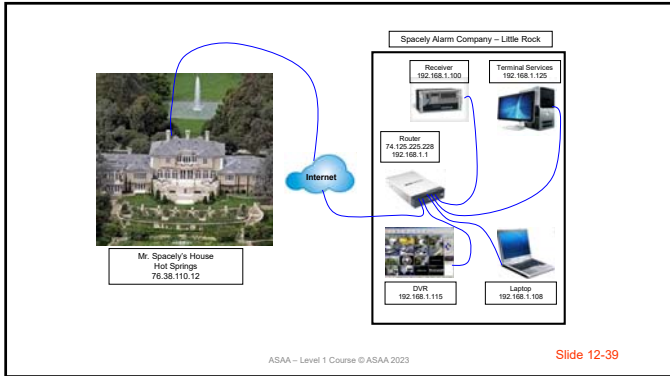 Spacely Alarm Company – Little Rock
Receiver
192.168.1.100
Terminal Services
192.168.1.125
Router
74.125.225.228
192.168.1.1
Internet
Mr. Spacely's House
Hot Springs
76.38.110.12
DVR
192.168.1.115
Laptop
192.168.1.108
ASAA – Level 1 Course © ASAA 2023
Slide 12-39